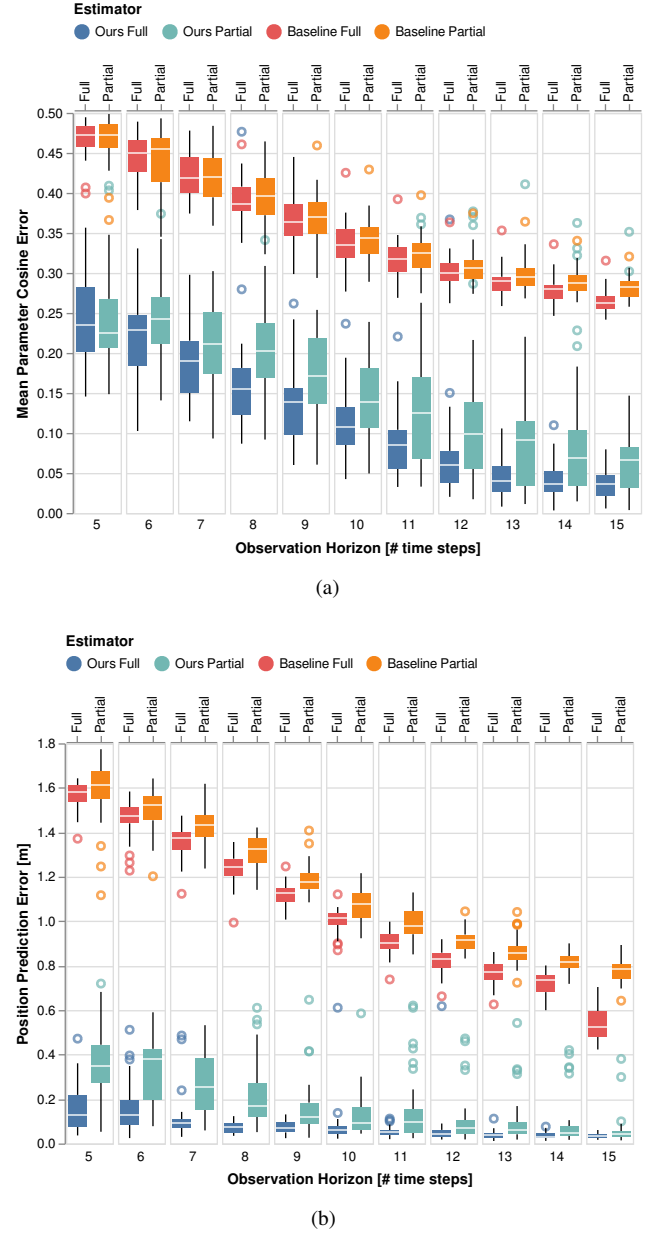 Estimator
Ours Full Ours Partial Baseline Full Baseline Partial
Full Partial Full Partial Full Partial Full Partial Full Partial Full Partial Full Partial Full Partial Full Partial Full Partial Full Partial
Mean Parameter Cosine Error
0.50
0.45
0.40
0.35
0.30
0.25
0.20
0.15
0.10
0.05
0.00
5 6 7 8 9 10 11 12 13 14 15
Observation Horizon [# time steps]
(a)
Estimator
Ours Full Ours Partial Baseline Full Baseline Partial
Full Partial Full Partial Full Partial Full Partial Full Partial Full Partial Full Partial Full Partial Full Partial Full Partial Full Partial
Position Prediction Error [m]
1.8
1.6
1.4
1.2
1.0
0.8
0.6
0.4
0.2
0.0
5 6 7 8 9 10 11 12 13 14 15
Observation Horizon [# time steps]
(b)